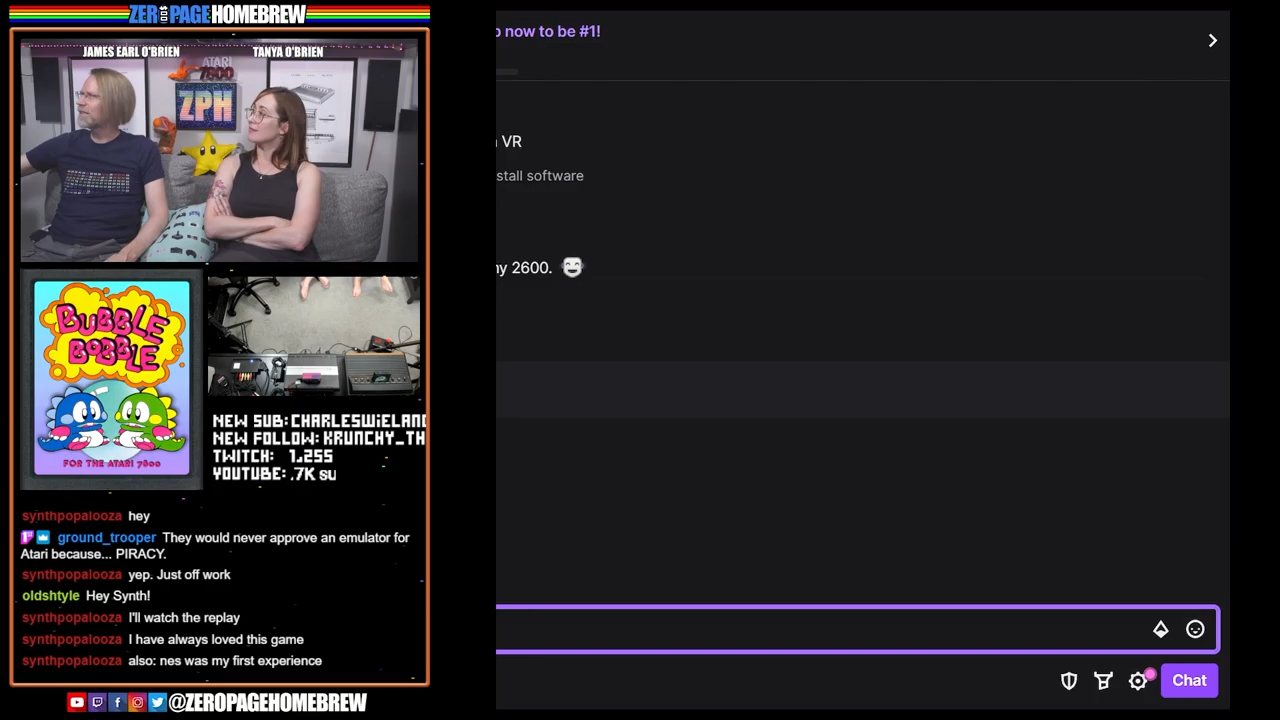 ZEROPAGE HOMEBREW
JAMES EARL O'BRIEN
TANYA O'BRIEN
ATARI
7800
ZPH
BUBBLE
BOBBLE
FOR THE ATARI 7800
NEW SUB: CHARLESWIELAND
NEW FOLLOW: KRUNCHY_TH
TWITCH: 1,255
YOUTUBE: .7K su
synthpopalooza hey
ground_trooper They would never approve an emulator for
Atari because... PIRACY.
synthpopalooza yep. Just off work
oldshtyle Hey Synth!
synthpopalooza I'll watch the replay
synthpopalooza I have always loved this game
synthpopalooza also: nes was my first experience
@ZEROPAGEHOMEBREW
now to be #1!
VR
stall software
ny 2600.
Chat